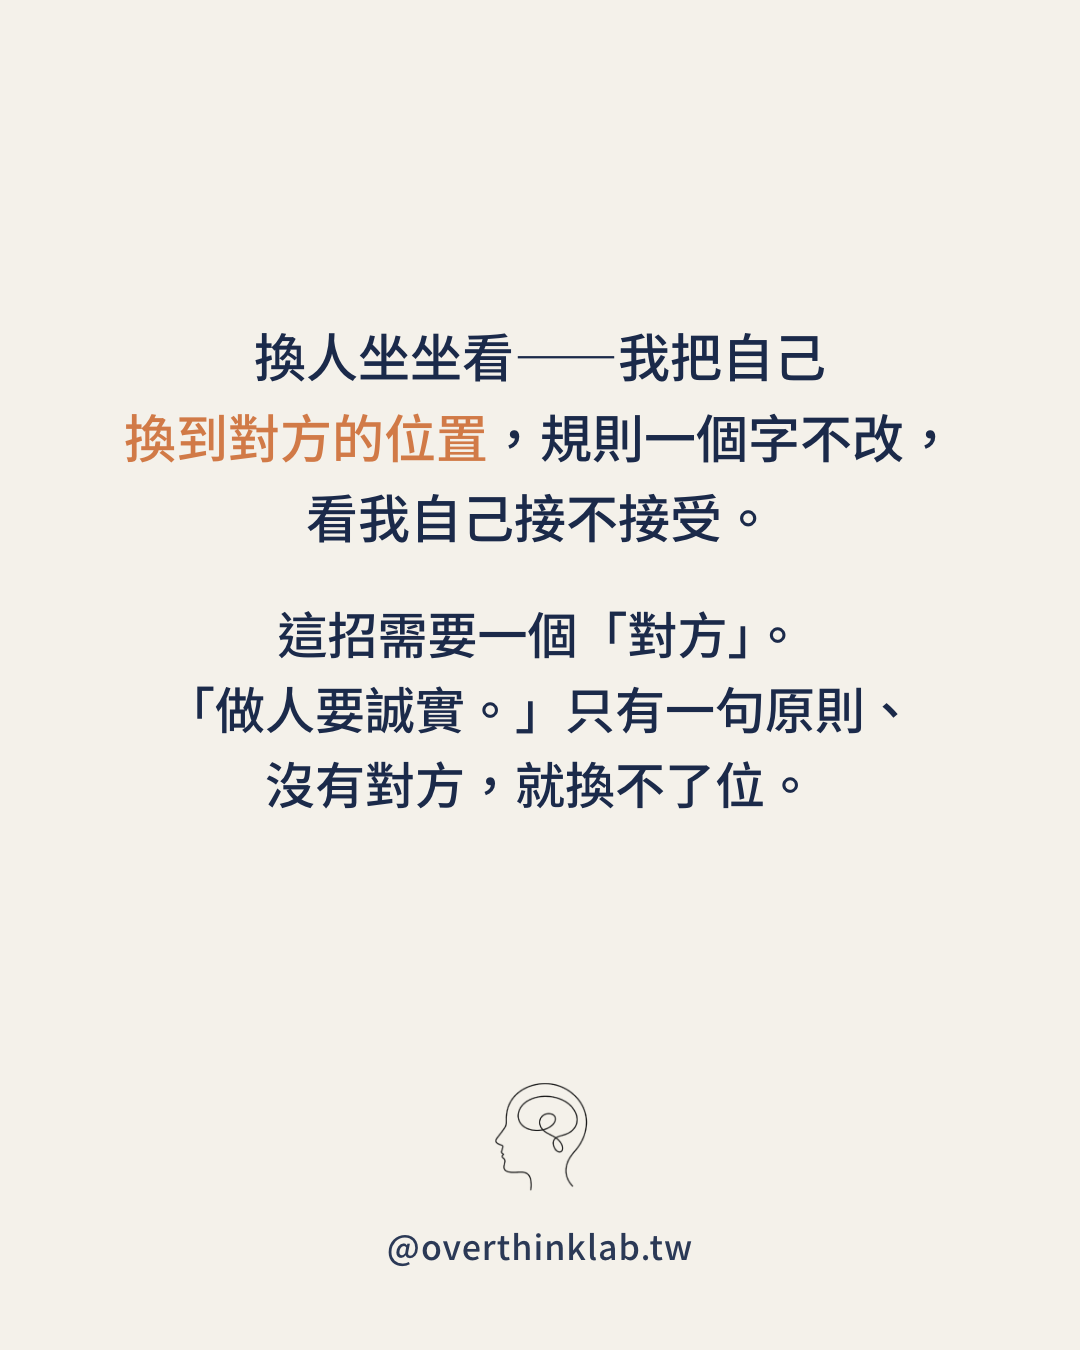 換人坐坐看——我把自己
換到對方的位置，規則一個字不改，
看我自己接不接受。
這招需要一個「對方」。
「做人要誠實。」只有一句原則、
沒有對方，就換不了位。
@overthinklab.tw